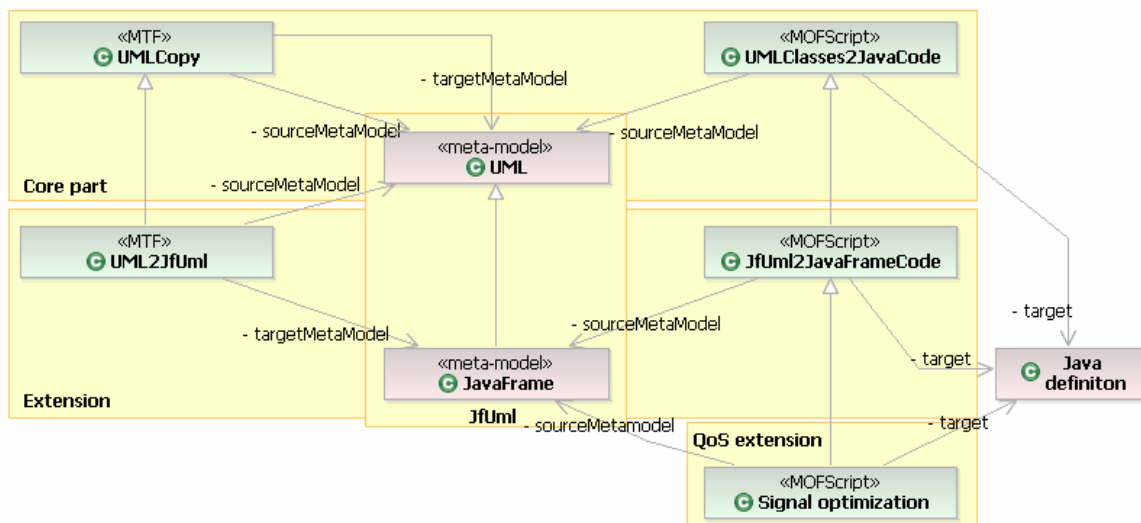 «MTF»
UMLCopy
«MOFScript»
UMLClasses2JavaCode
- targetMetaModel
- sourceMetaModel
- sourceMetaModel
«meta-model»
UML
- sourceMetaModel
Core part
«MTF»
UML2JfUml
«MOFScript»
JfUml2JavaFrameCode
- target
- sourceMetaModel
- targetMetaModel
- target
«meta-model»
JavaFrame
Java
definiton
Extension
JfUml
- sourceMetamodel
- target
QoS extension
«MOFScript»
Signal optimization